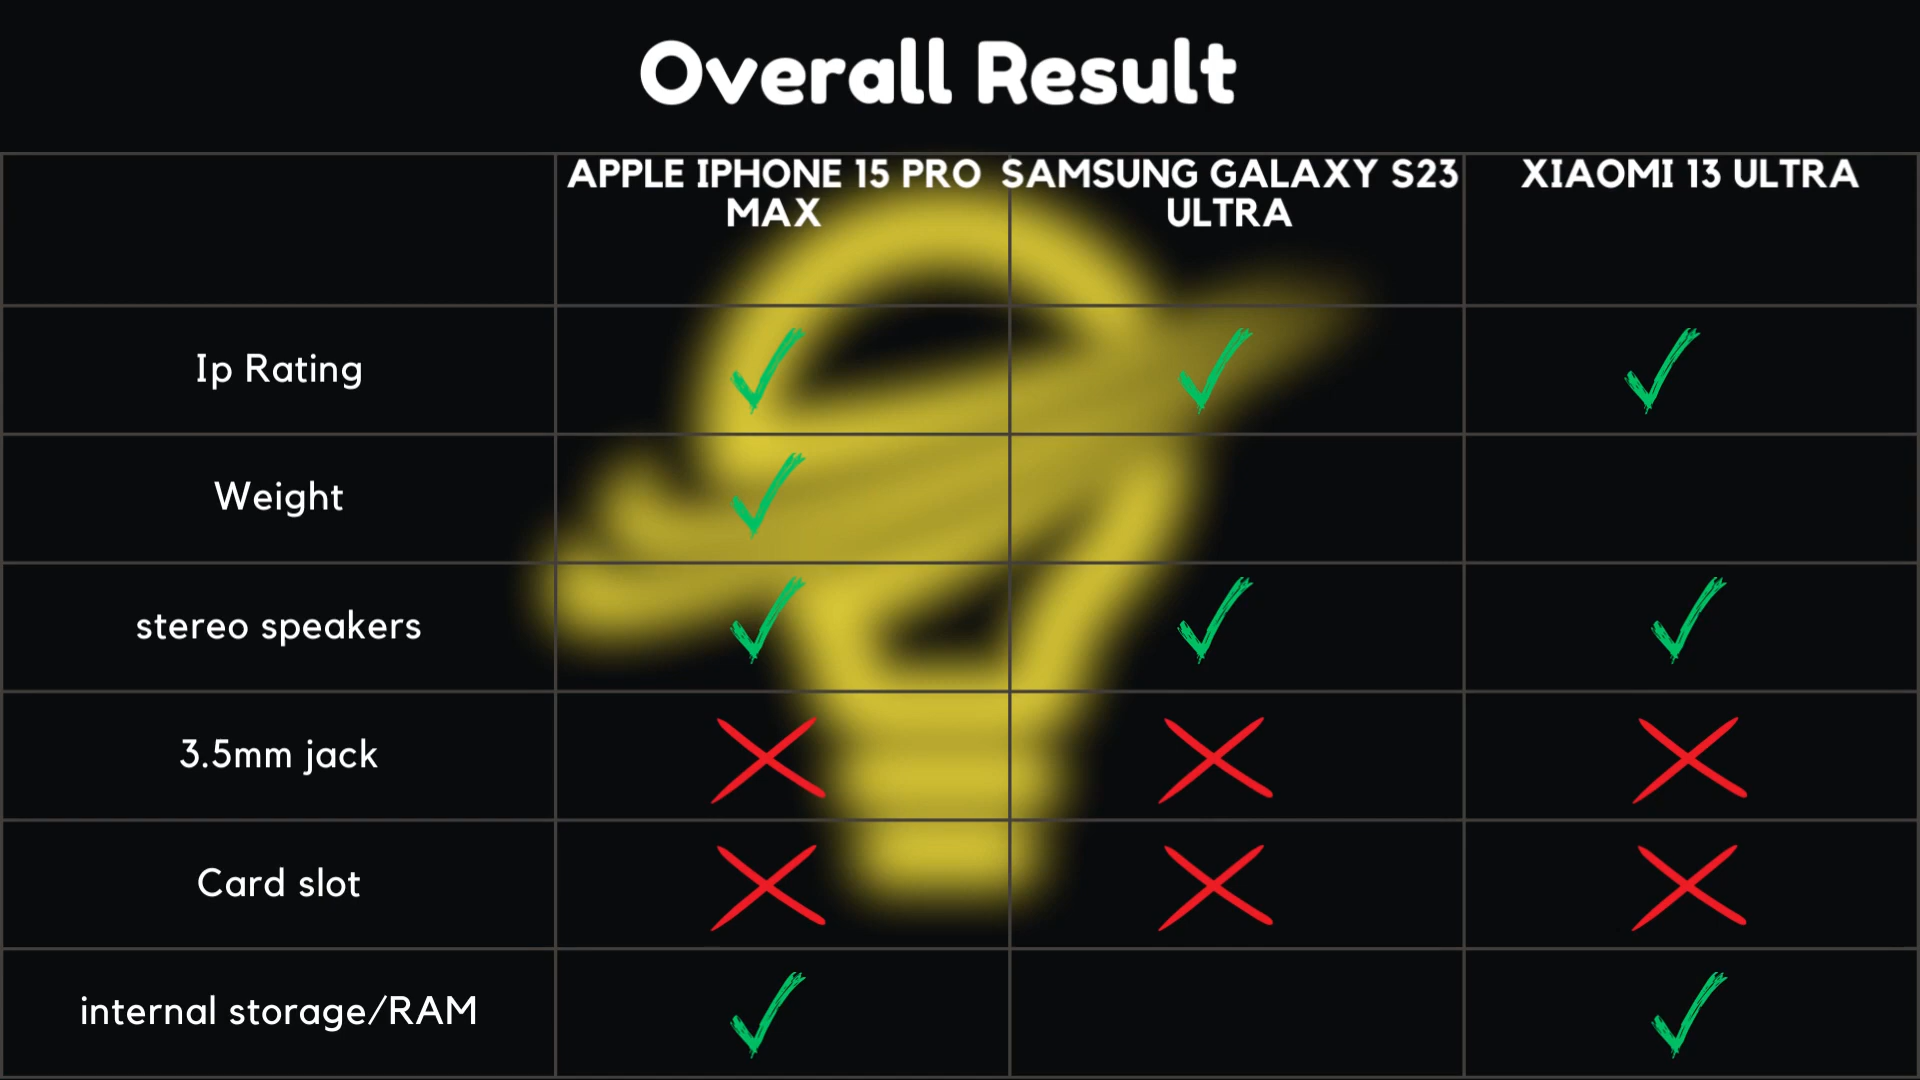 Overall Result
APPLE IPHONE 15 PRO
MAX
SAMSUNG GALAXY S23
ULTRA
XIAOMI 13 ULTRA
Ip Rating
Weight
stereo speakers
3.5mm jack
Card slot
internal storage/RAM